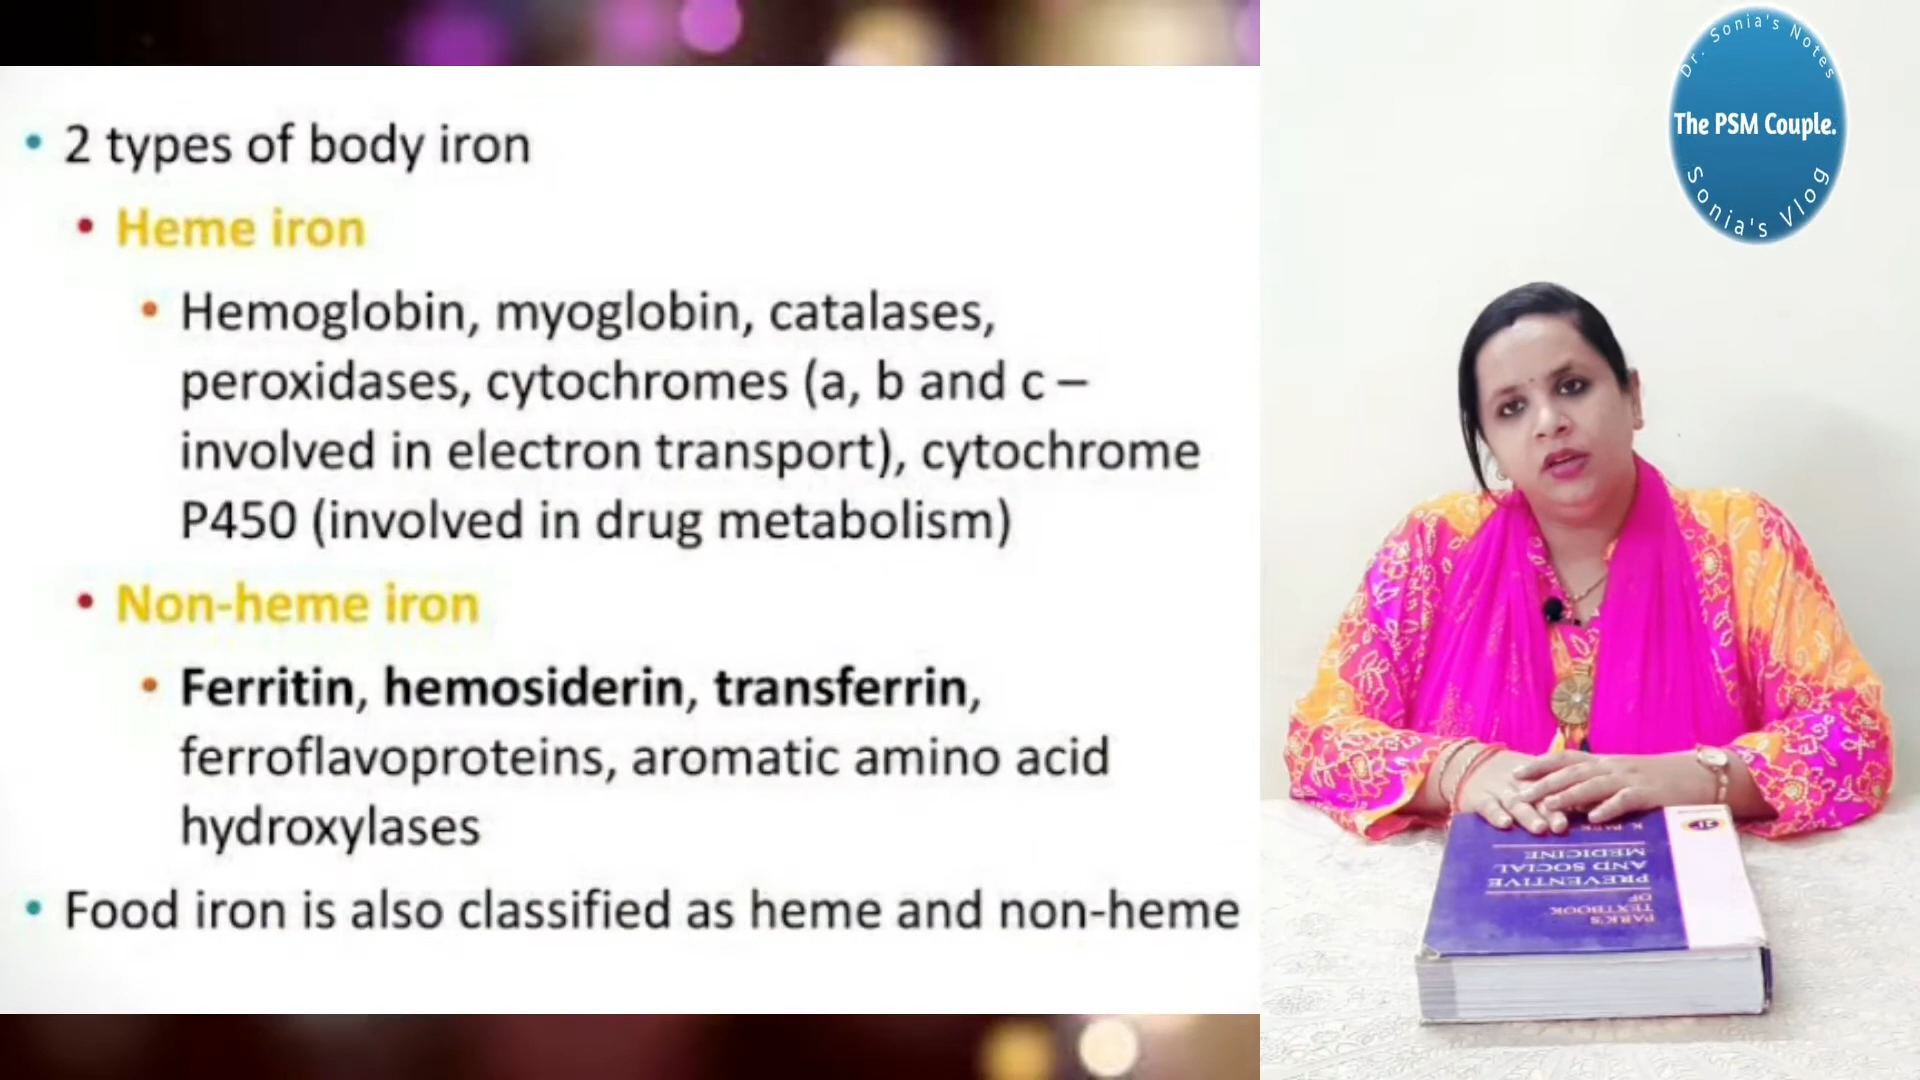 • 2 types of body iron
• Heme iron
• Hemoglobin, myoglobin, catalases,
peroxidases, cytochromes (a, b and c –
involved in electron transport), cytochrome
P450 (involved in drug metabolism)
• Non-heme iron
• Ferritin, hemosiderin, transferrin,
ferroflavoproteins, aromatic amino acid
hydroxylases
• Food iron is also classified as heme and non-heme
Dr. Sonia's Notes
The PSM Couple.
Sonia's Vlog
PARK'S
TEXTBOOK
OF
PREVENTIVE
AND SOCIAL
MEDICINE